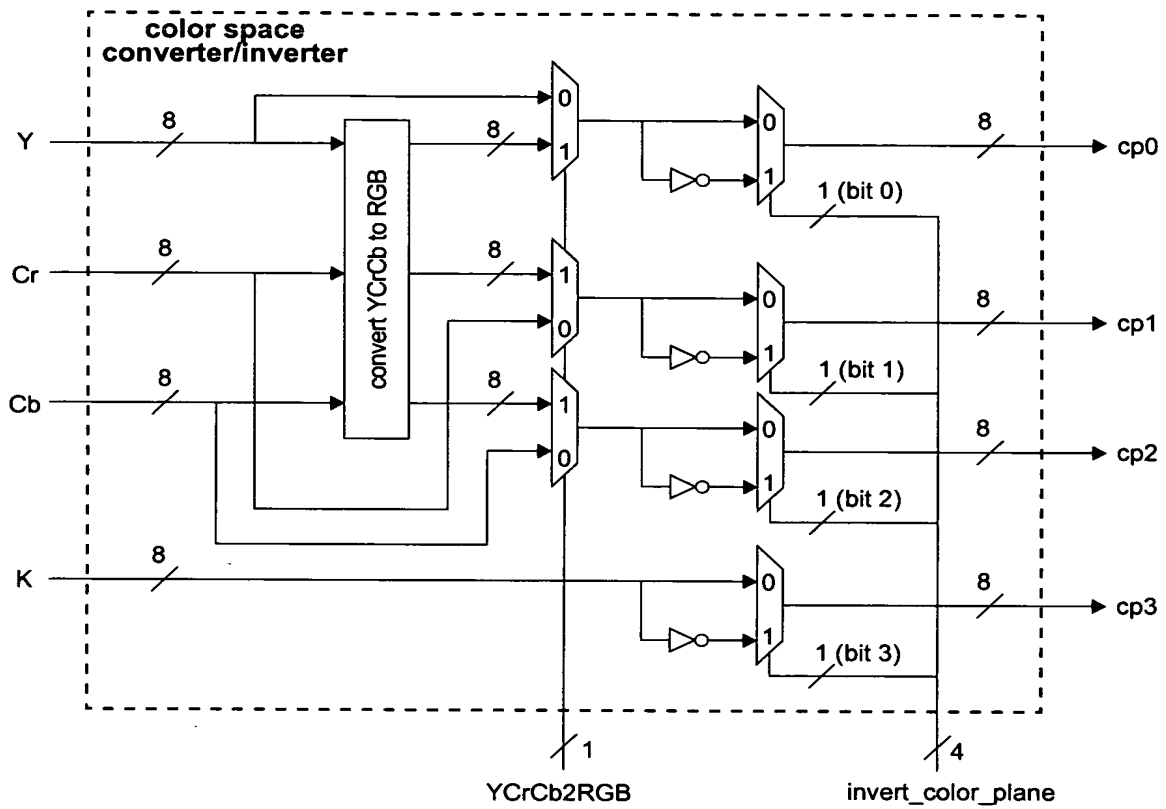 color space
converter/inverter
Y
8
8
0
1
0
1
8
cp0
1 (bit 0)
convert YCrCb to RGB
Cr
8
8
1
0
0
1
8
cp1
1 (bit 1)
Cb
8
8
1
0
0
1
8
cp2
1 (bit 2)
K
8
0
1
8
cp3
1 (bit 3)
1
4
YCrCb2RGB
invert_color_plane